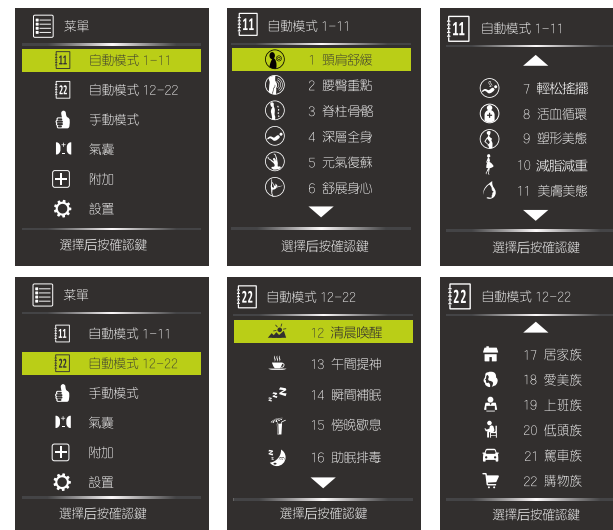 菜單
11 自動模式 1-11
22 自動模式 12-22
手動模式
氣囊
附加
設置
選擇后按確認鍵
11 自動模式 1-11
1 頸肩舒緩
2 腰臀重點
3 脊柱骨骼
4 深層全身
5 元氣復蘇
6 舒展身心
選擇后按確認鍵
11 自動模式 1-11
7 輕松搖擺
8 活血循環
9 塑形美態
10 減脂減重
11 美膚美態
選擇后按確認鍵
菜單
11 自動模式 1-11
22 自動模式 12-22
手動模式
氣囊
附加
設置
選擇后按確認鍵
22 自動模式 12-22
12 清晨喚醒
13 午間提神
14 瞬間補眠
15 傍晚歇息
16 助眠排毒
選擇后按確認鍵
22 自動模式 12-22
17 居家族
18 愛美族
19 上班族
20 低頭族
21 駕車族
22 購物族
選擇后按確認鍵